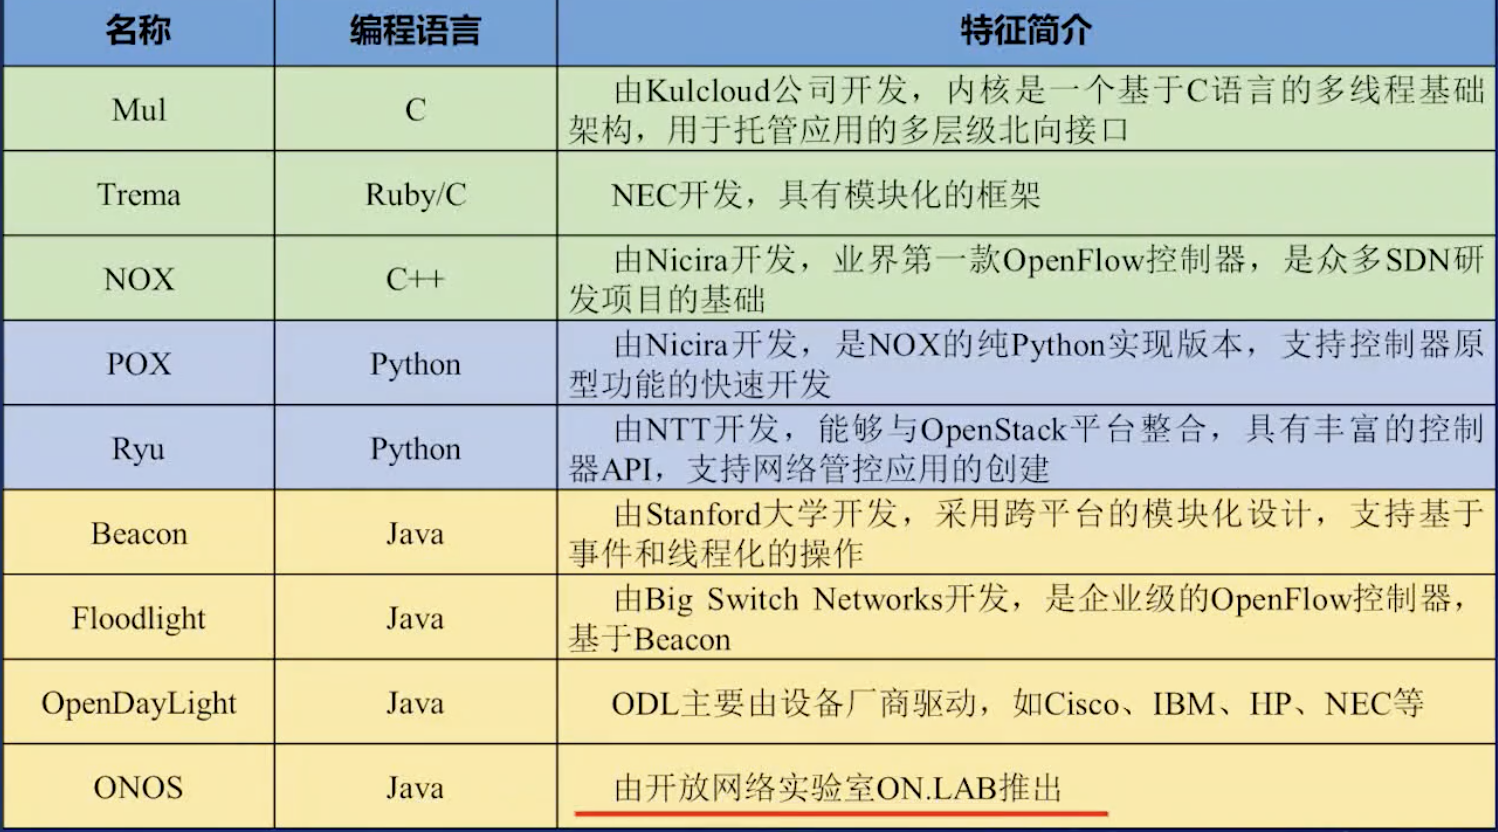 名称 编程语言 特征简介
Mul C 由Kulcloud公司开发，内核是一个基于C语言的多线程基础
架构，用于托管应用的多层级北向接口
Trema Ruby/C NEC开发，具有模块化的框架
NOX C++ 由Nicira开发，业界第一款OpenFlow控制器，是众多SDN研
发项目的基础
POX Python 由Nicira开发，是NOX的纯Python实现版本，支持控制器原
型功能的快速开发
Ryu Python 由NTT开发，能够与OpenStack平台整合，具有丰富的控制
器API，支持网络管控应用的创建
Beacon Java 由Stanford大学开发，采用跨平台的模块化设计，支持基于
事件和线程化的操作
Floodlight Java 由Big Switch Networks开发，是企业级的OpenFlow控制器，
基于Beacon
OpenDayLight Java ODL主要由设备厂商驱动，如Cisco、IBM、HP、NEC等
ONOS Java 由开放网络实验室ON.LAB推出